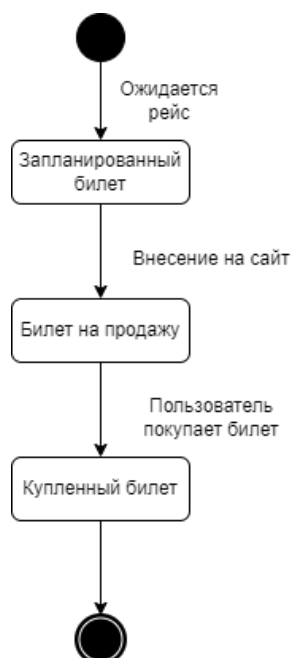 Ожидается
рейс
Запланированный
билет
Внесение на сайт
Билет на продажу
Пользователь
покупает билет
Купленный билет